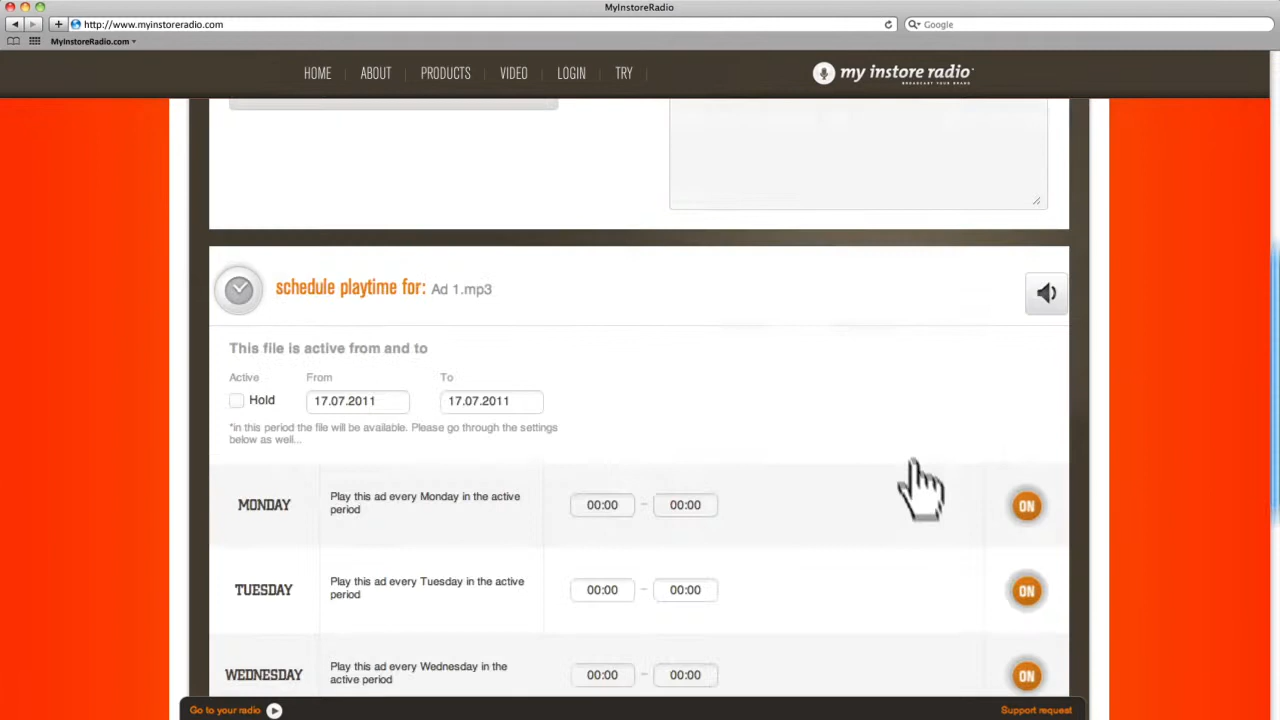 MyInstoreRadio
http://www.myinstoreradio.com
Google
MyInstoreRadio.com
HOME
ABOUT
PRODUCTS
VIDEO
LOGIN
TRY
my instore radio
BROADCAST YOUR BRAND
schedule playtime for: Ad 1.mp3
This file is active from and to
Active
From
To
Hold
17.07.2011
17.07.2011
*in this period the file will be available. Please go through the settings
below as well...
MONDAY
Play this ad every Monday in the active
period
00:00 - 00:00
ON
TUESDAY
Play this ad every Tuesday in the active
period
00:00 - 00:00
ON
WEDNESDAY
Play this ad every Wednesday in the
active period
00:00 - 00:00
ON
Go to your radio
Support request